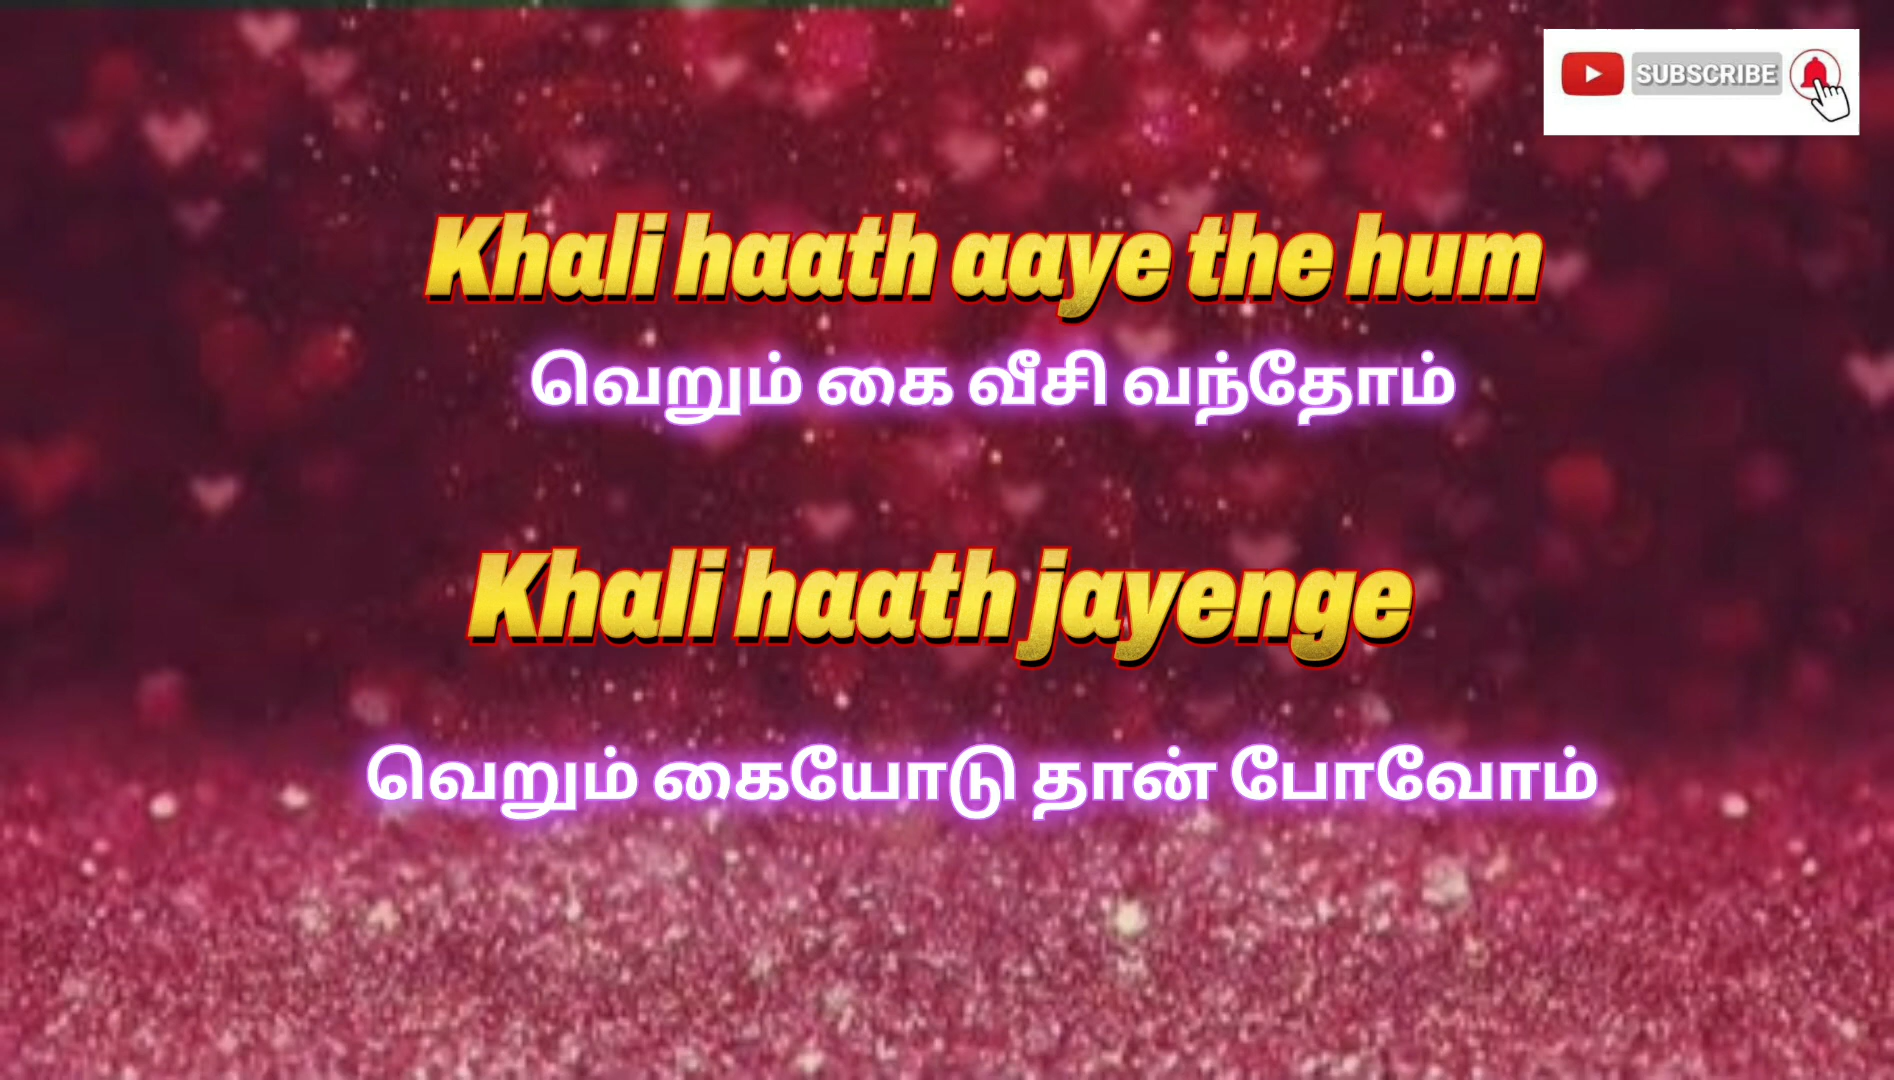 SUBSCRIBE
Khali haath aaye the hum
வெறும் கை வீசி வந்தோம்
Khali haath jayenge
வெறும் கையோடு தான் போவோம்